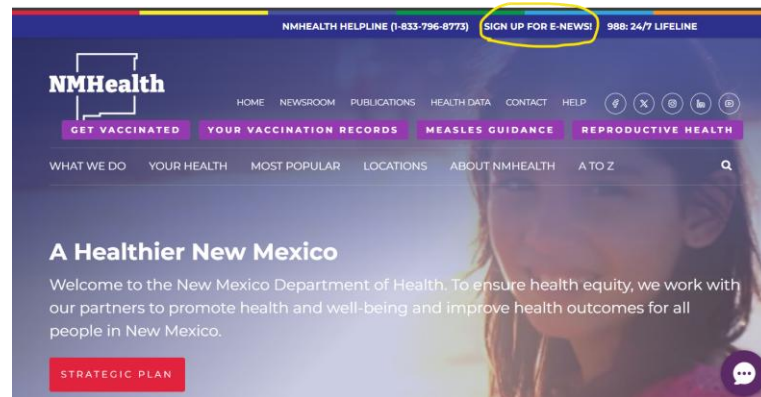 NMHEALTH HELPLINE (1-833-796-8773) SIGN UP FOR E-NEWS! 988: 24/7 LIFELINE
NMHealth
HOME NEWSROOM PUBLICATIONS HEALTH DATA CONTACT HELP
GET VACCINATED YOUR VACCINATION RECORDS MEASLES GUIDANCE REPRODUCTIVE HEALTH
WHAT WE DO YOUR HEALTH MOST POPULAR LOCATIONS ABOUT NMHEALTH A TO Z
A Healthier New Mexico
Welcome to the New Mexico Department of Health. To ensure health equity, we work with
our partners to promote health and well-being and improve health outcomes for all
people in New Mexico.
STRATEGIC PLAN